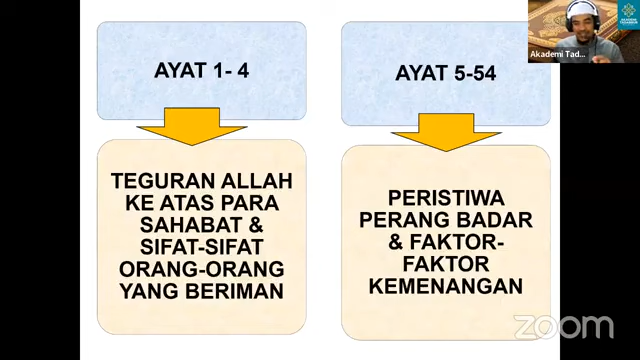 AYAT 1- 4
TEGURAN ALLAH
KE ATAS PARA
SAHABAT &
SIFAT-SIFAT
ORANG-ORANG
YANG BERIMAN
AYAT 5-54
PERISTIWA
PERANG BADAR
& FAKTOR-
FAKTOR
KEMENANGAN
Akademi Tad...
zoom